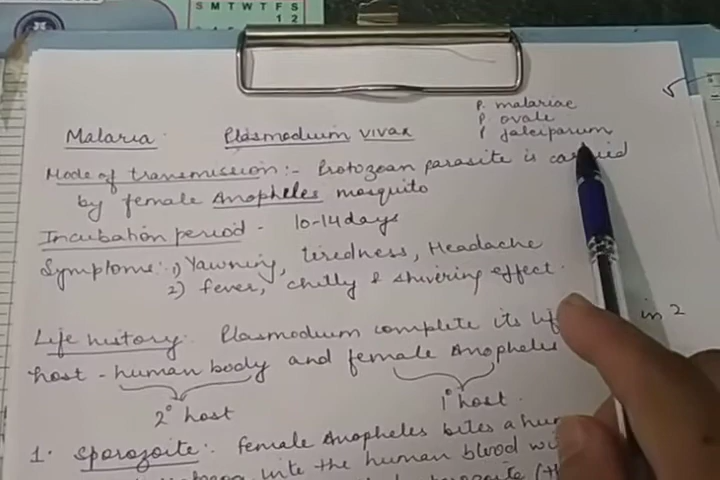 S M T W T F S
1 2
P. malariae
P. ovale
P falciparum
Malaria Plasmodium vivax
Mode of transmission:- Protozoan parasite is carried
by female Anopheles mosquito
Incubation period - 10-14 days
Symptoms: 1) Yawning, tiredness, Headache
2) fever, chilly & shivering effect.
Life history: Plasmodium complete its in 2
host - human body and female Anopheles
2° host 1° host.
1. Sporozoite: female Anopheles bites a
into the human blood